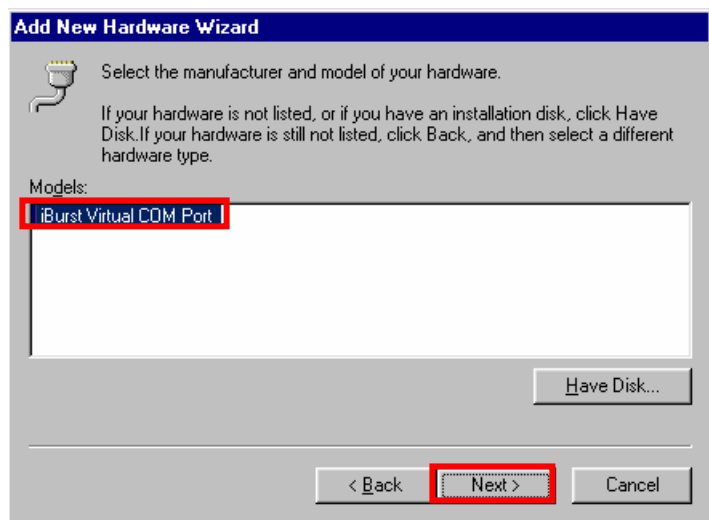 Add New Hardware Wizard
Select the manufacturer and model of your hardware.
If your hardware is not listed, or if you have an installation disk, click Have
Disk.If your hardware is still not listed, click Back, and then select a different
hardware type.
Models:
iBurst Virtual COM Port
Have Disk...
< Back
Next >
Cancel